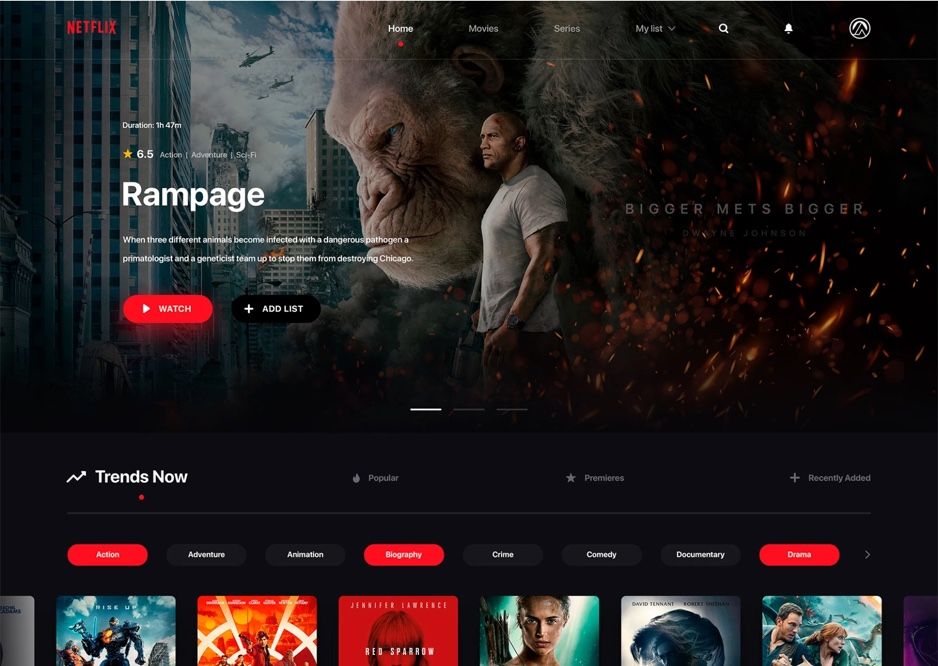 NETFLIX
Home Movies Series My list
Duration: 1h 47m
6.5 Action | Adventure | Sci-Fi
Rampage
When three different animals become infected with a dangerous pathogen a
primatologist and a geneticist team up to stop them from destroying Chicago.
WATCH ADD LIST
BIGGER METS BIGGER
DWAYNE JOHNSON
Trends Now Popular Premieres Recently Added
Action Adventure Animation Biography Crime Comedy Documentary Drama
RISE UP
JENNIFER LAWRENCE
RED SPARROW
DAVID TENNANT ROBERT SHEEHAN